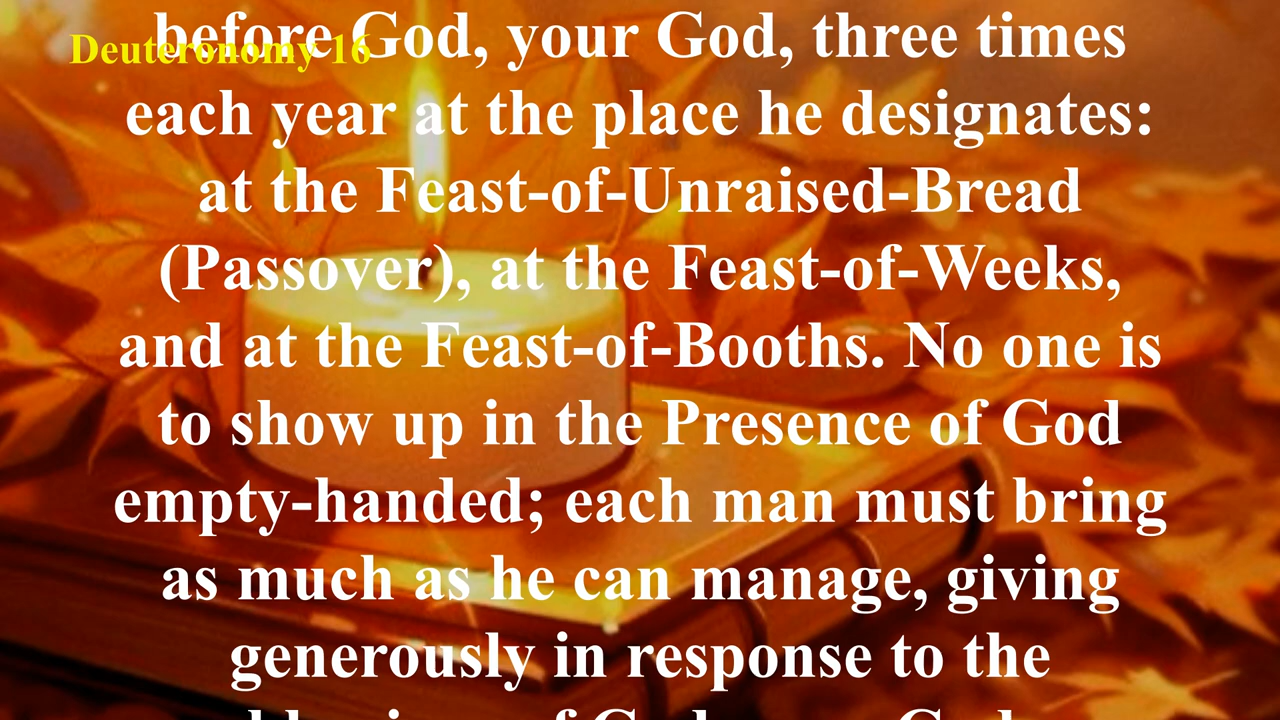 Deuteronomy 16
before God, your God, three times
each year at the place he designates:
at the Feast-of-Unraised-Bread
(Passover), at the Feast-of-Weeks,
and at the Feast-of-Booths. No one is
to show up in the Presence of God
empty-handed; each man must bring
as much as he can manage, giving
generously in response to the